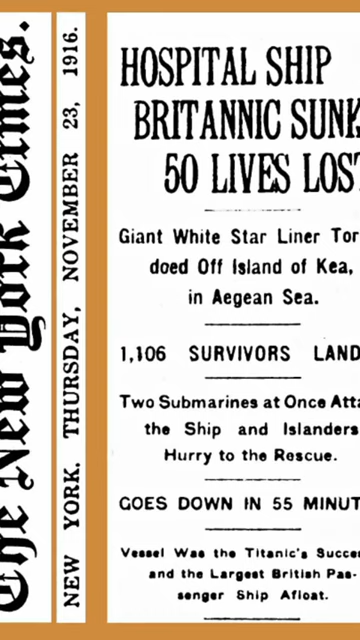 The New York Times.
NEW YORK, THURSDAY, NOVEMBER 23, 1916.
HOSPITAL SHIP
BRITANNIC SUNK
50 LIVES LOST
Giant White Star Liner Tor
doed Off Island of Kea,
in Aegean Sea.
1,106 SURVIVORS LAND
Two Submarines at Once Atta
the Ship and Islanders
Hurry to the Rescue.
GOES DOWN IN 55 MINUT
Vessel Was the Titanic's Succes
and the Largest British Pas-
senger Ship Afloat.